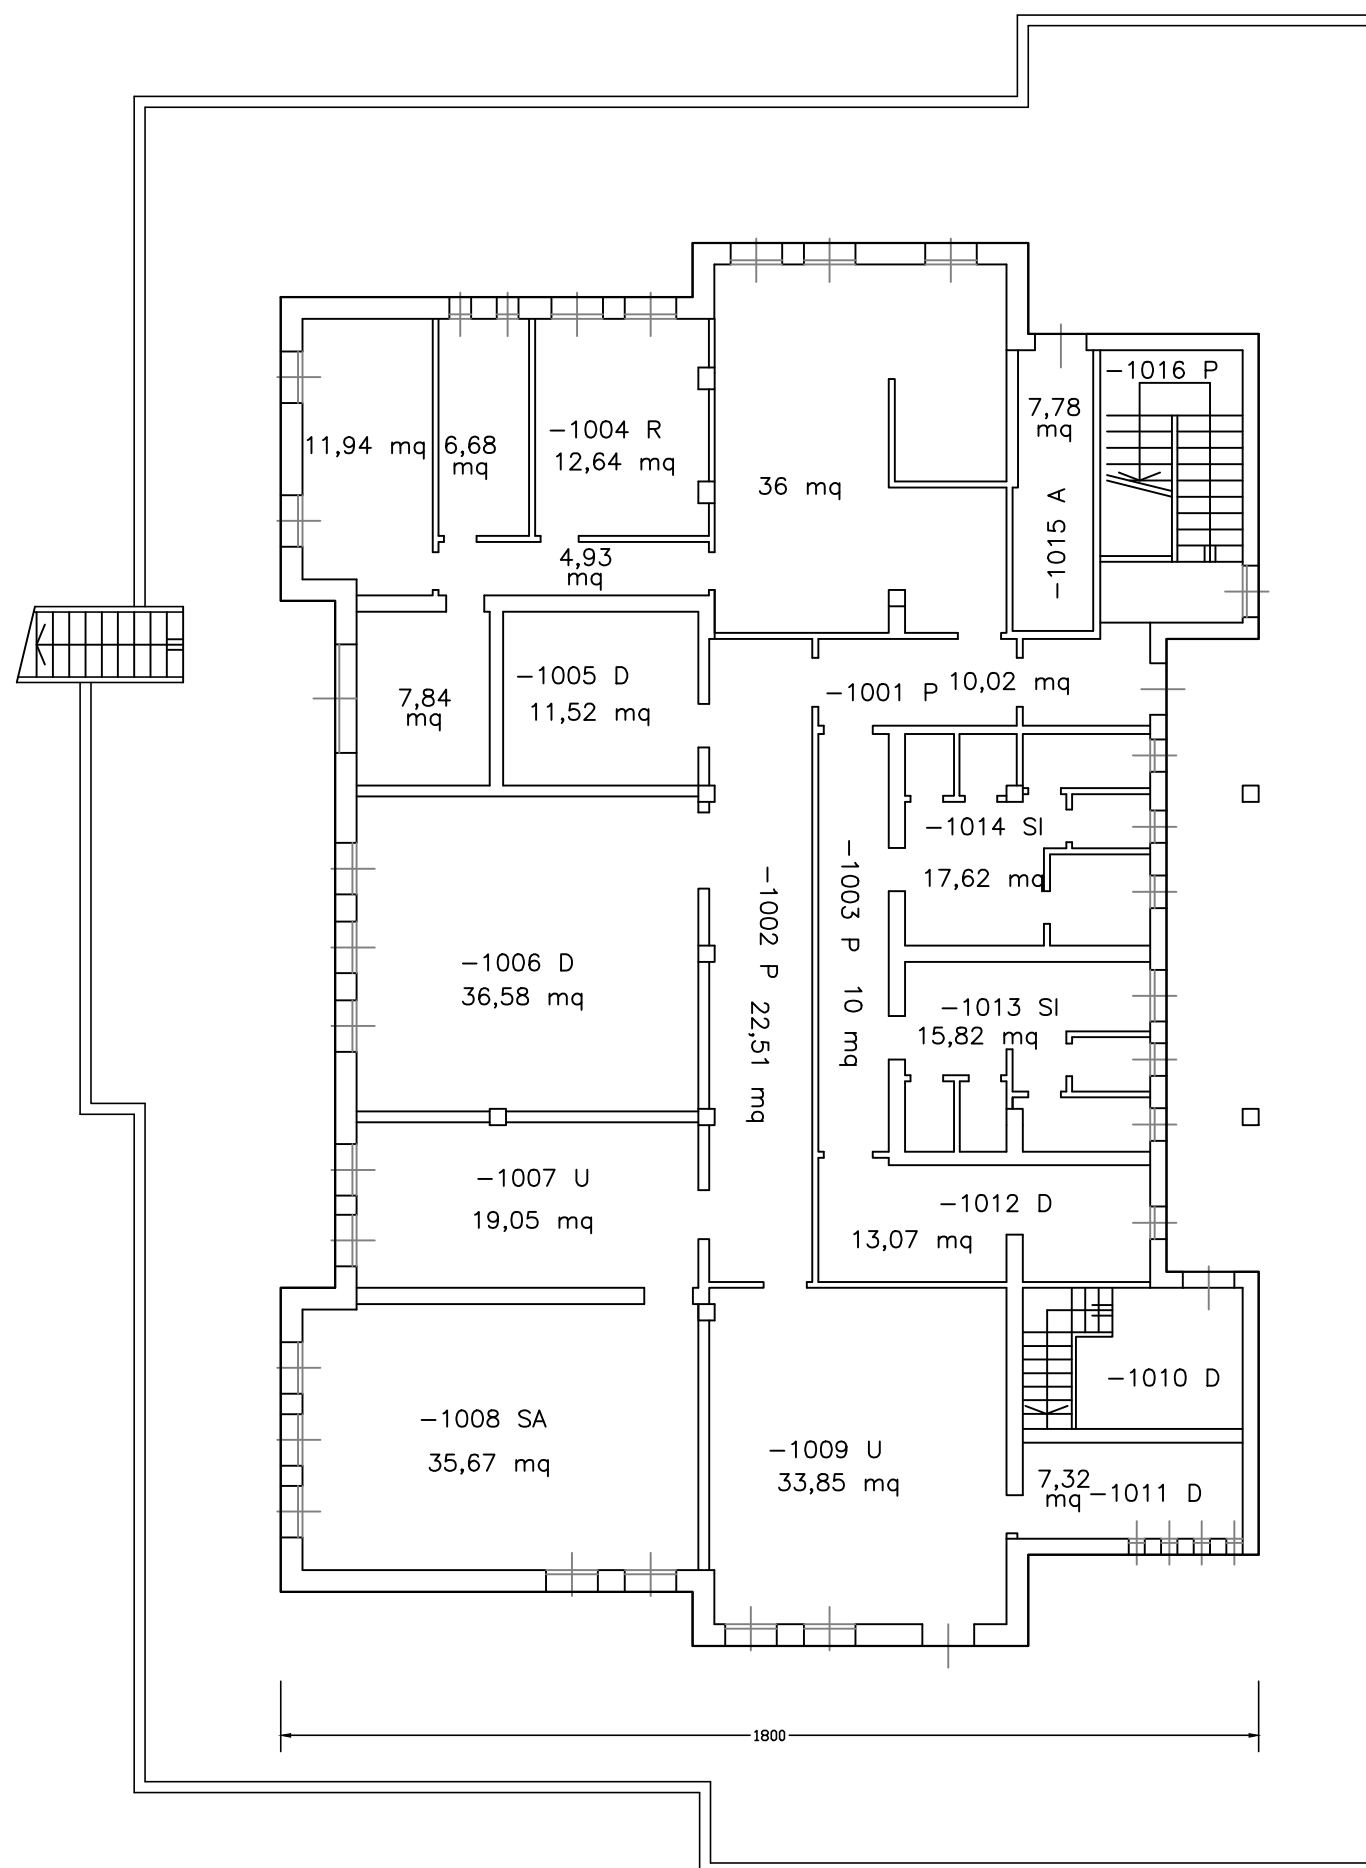 -1016 P
7,78
mq
-1004 R
12,64 mq
11,94 mq
6,68
mq
36 mq
-1015 A
4,93
mq
-1005 D
11,52 mq
7,84
mq
-1001 P
10,02 mq
-1014 SI
17,62 mq
-1002 P 22,51 mq
-1003 P 10 mq
-1006 D
36,58 mq
-1013 SI
15,82 mq
-1007 U
19,05 mq
-1012 D
13,07 mq
-1010 D
-1008 SA
35,67 mq
-1009 U
33,85 mq
7,32
mq
-1011 D
1800